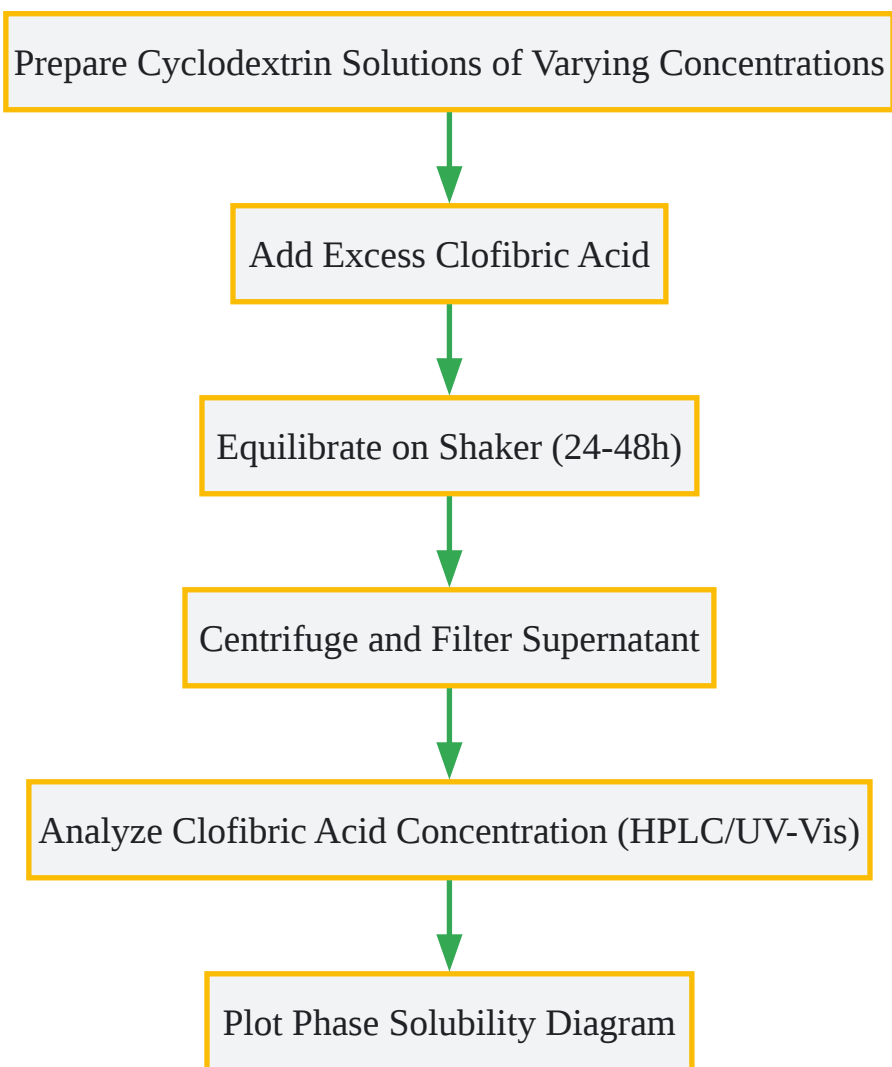 Prepare Cyclodextrin Solutions of Varying Concentrations
Add Excess Clofibric Acid
Equilibrate on Shaker (24-48h)
Centrifuge and Filter Supernatant
Analyze Clofibric Acid Concentration (HPLC/UV-Vis)
Plot Phase Solubility Diagram